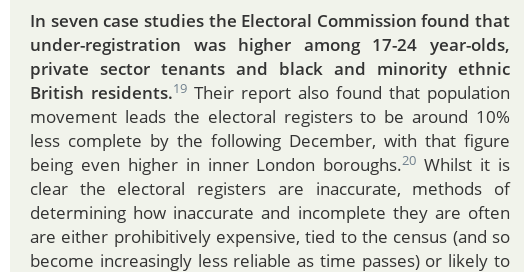 In seven case studies the Electoral Commission found that
under-registration was higher among 17-24 year-olds,
private sector tenants and black and minority ethnic
British residents.19 Their report also found that population
movement leads the electoral registers to be around 10%
less complete by the following December, with that figure
being even higher in inner London boroughs.20 Whilst it is
clear the electoral registers are inaccurate, methods of
determining how inaccurate and incomplete they are often
are either prohibitively expensive, tied to the census (and so
become increasingly less reliable as time passes) or likely to